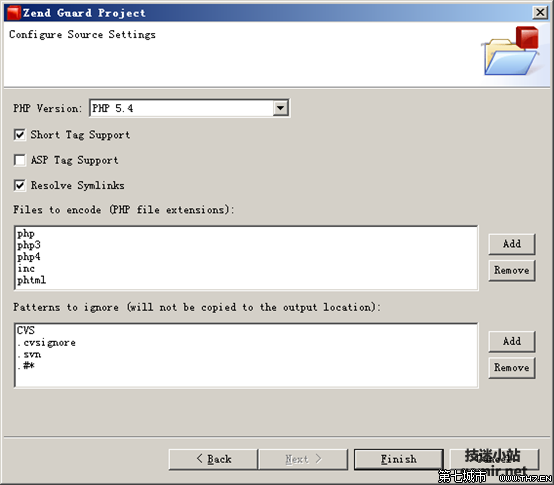 Zend Guard Project
Configure Source Settings
PHP Version: PHP 5.4
Short Tag Support
ASP Tag Support
Resolve Symlinks
Files to encode (PHP file extensions):
php
php3
php4
inc
phtml
Add
Remove
Patterns to ignore (will not be copied to the output location):
CVS
.cvsignore
.svn
.#*
Add
Remove
< Back
Next >
Finish
技迷小站
第七城市 WWW.TH7.CN